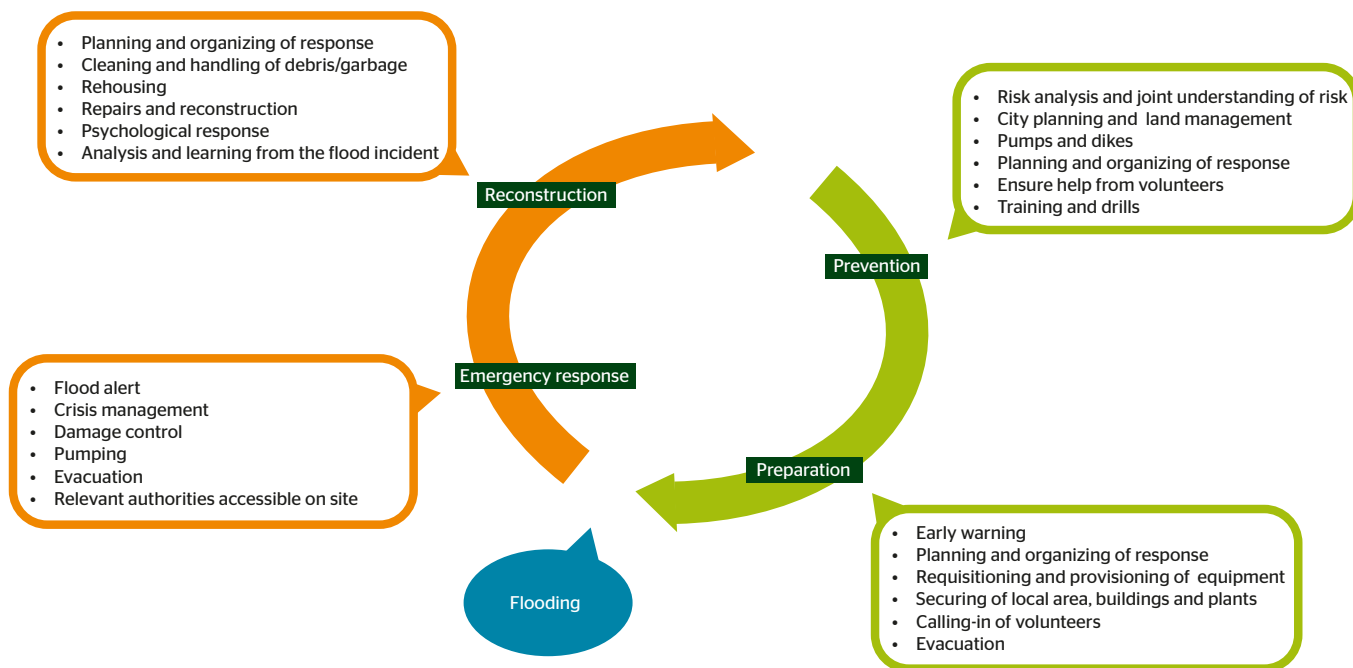 • Planning and organizing of response
• Cleaning and handling of debris/garbage
• Rehousing
• Repairs and reconstruction
• Psychological response
• Analysis and learning from the flood incident
• Risk analysis and joint understanding of risk
• City planning and land management
• Pumps and dikes
• Planning and organizing of response
• Ensure help from volunteers
• Training and drills
Reconstruction
Prevention
Emergency response
Preparation
• Flood alert
• Crisis management
• Damage control
• Pumping
• Evacuation
• Relevant authorities accessible on site
Flooding
• Early warning
• Planning and organizing of response
• Requisitioning and provisioning of equipment
• Securing of local area, buildings and plants
• Calling-in of volunteers
• Evacuation